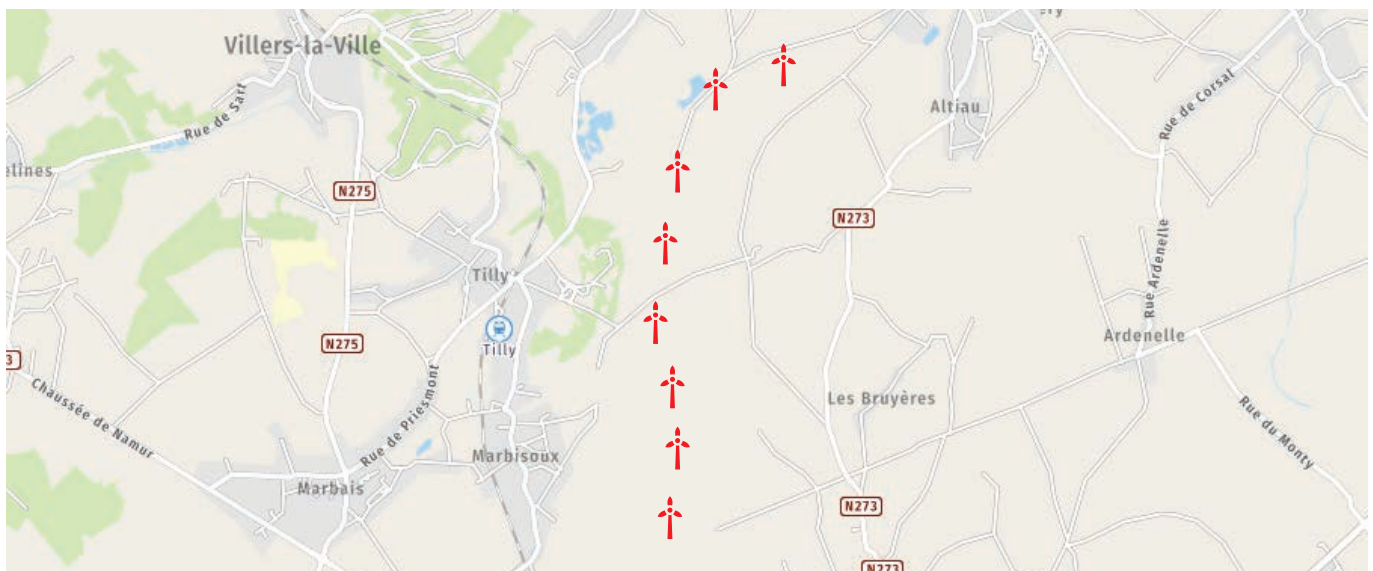 Villers-la-Ville
Altiau
Rue de Sart
Rue de Corsal
elines
N275
N273
Tilly
Rue Ardenelle
Tilly
N275
Ardenelle
3
Chaussée de Namur
Rue de Priesmont
Les Bruyères
Rue du Monty
Marbisoux
Marbais
N273
N273